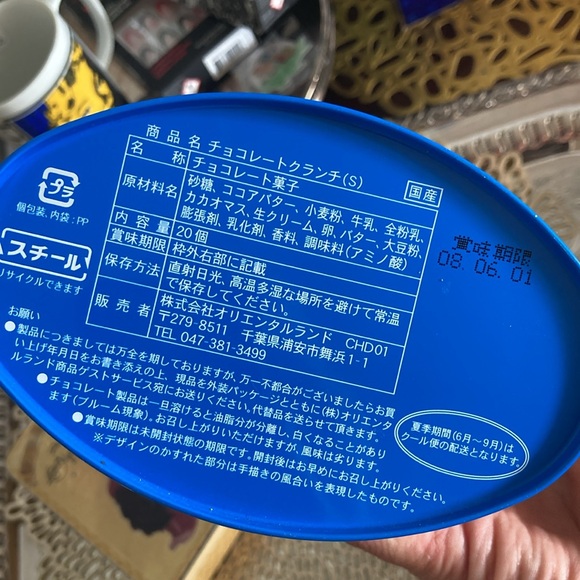 商品名 チョコレートクランチ(S)
名称 チョコレート菓子
国産
原材料名 砂糖、ココアバター、小麦粉、牛乳、全粉乳、
カカオマス、生クリーム、卵、バター、大豆粉、
膨張剤、乳化剤、香料、調味料(アミノ酸)
内容量 20個
賞味期限 枠外右部に記載
保存方法 直射日光、高温多湿な場所を避けて常温
で保存してください。
販売者 株式会社オリエンタルランド CHD01
〒279-8511 千葉県浦安市舞浜1-1
TEL 047-381-3499
賞味期限
08.06.01
プラ
個包装、内袋:PP
スチール
リサイクルできます
お願い
●製品につきましては万全を期しておりますが、万一不都合がございましたらお買
い上げ年月日をお書き添えの上、現品を外装パッケージとともに(株)オリエンタ
ルランド商品ゲストサービス宛にお送りください。代替品を送らせて頂きます。
●チョコレート製品は一旦溶けると油脂分が分離し、白くなることがあり
ます(ブルーム現象)。お召し上がりいただけますが、風味は劣ります。
●賞味期限は未開封状態の期限です。開封後はお早めにお召し上がりください。
※デザインのかすれた部分は手描きの風合いを表現したものです。
夏季期間(6月~9月)は
クール便の配送となります。